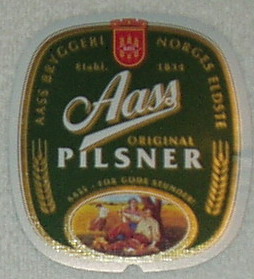 AASS BRYGGERI NORGES ELDSTE
Etabl. 1834
Aass
ORIGINAL
PILSNER
AASS - FOR GODE STUNDER!